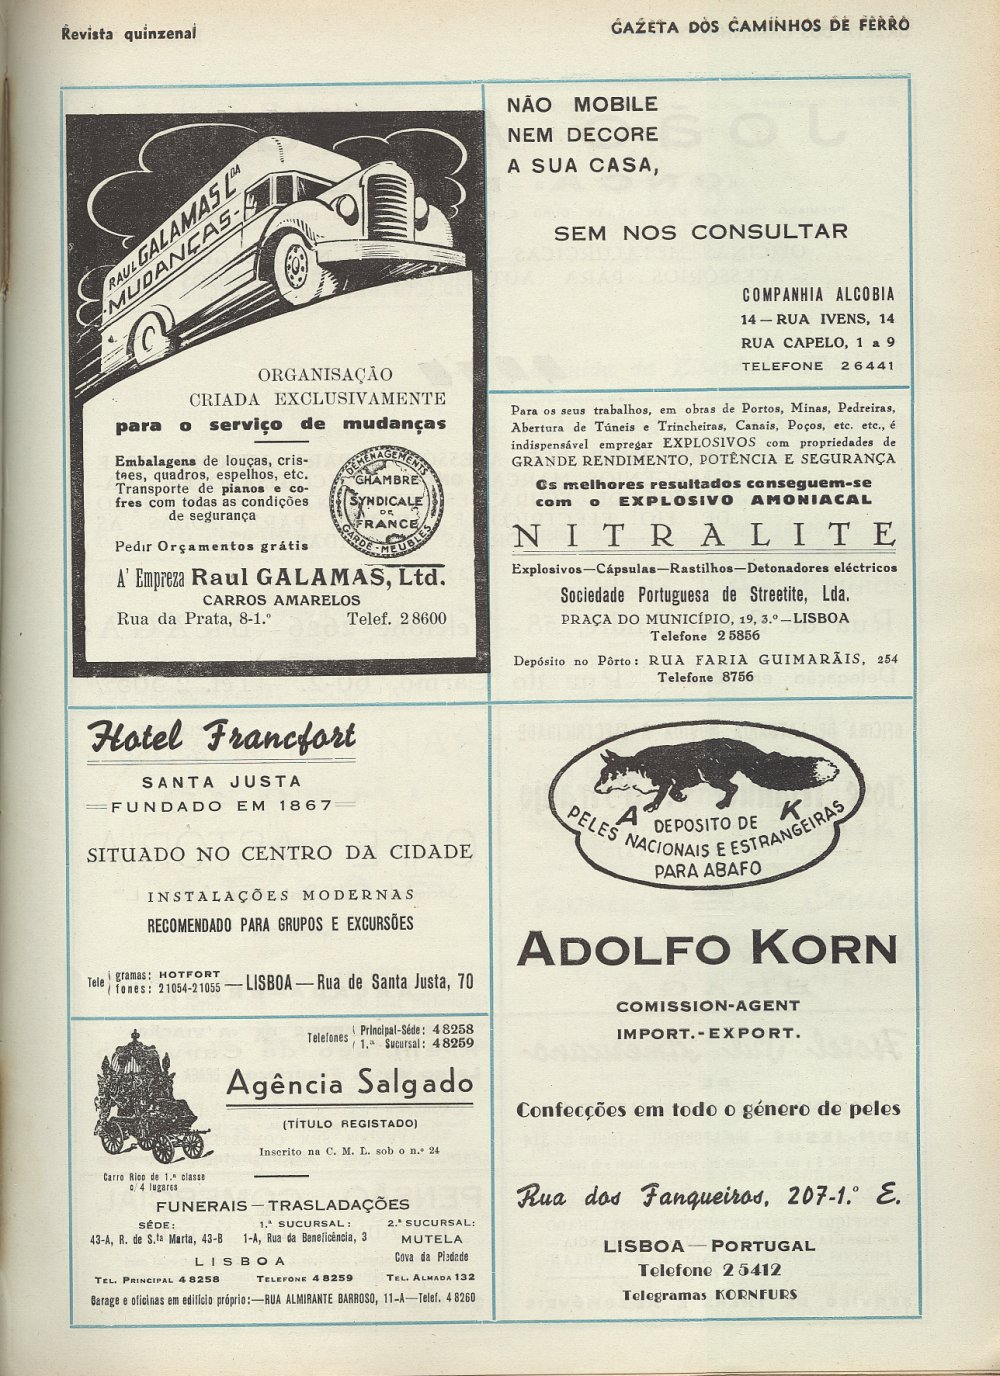 Revista quinzenal
GAZETA DOS CAMINHOS DE FERRO
RAUL GALAMAS L.DA
-MUDANÇAS-
ORGANISAÇÃO
CRIADA EXCLUSIVAMENTE
para o serviço de mudanças
Embalagens de louças, cris-
tães, quadros, espelhos, etc.
Transporte de pianos e co-
fres com todas as condições
de segurança
Pedir Orçamentos grátis
DÉMÉNAGEMENTS
CHAMBRE
SYNDICALE
DE
FRANCE
GARDE-MEUBLES
A' Empreza Raul GALAMAS, Ltd.
CARROS AMARELOS
Rua da Prata, 8-1.º Telef. 28600
NÃO MOBILE
NEM DECORE
A SUA CASA,
SEM NOS CONSULTAR
COMPANHIA ALCOBIA
14—RUA IVENS, 14
RUA CAPELO, 1 a 9
TELEFONE 26441
Para os seus trabalhos, em obras de Portos, Minas, Pedreiras,
Abertura de Túneis e Trincheiras, Canais, Poços, etc. etc., é
indispensável empregar EXPLOSIVOS com propriedades de
GRANDE RENDIMENTO, POTÊNCIA E SEGURANÇA
Os melhores resultados conseguem-se
com o EXPLOSIVO AMONIACAL
NITRALITE
Explosivos—Cápsulas—Rastilhos—Detonadores eléctricos
Sociedade Portuguesa de Streetite, Lda.
PRAÇA DO MUNICÍPIO, 19, 3.º—LISBOA
Telefone 25856
Depósito no Pôrto: RUA FARIA GUIMARÃIS, 254
Telefone 8756
Hotel Francfort
SANTA JUSTA
FUNDADO EM 1867
SITUADO NO CENTRO DA CIDADE
INSTALAÇÕES MODERNAS
RECOMENDADO PARA GRUPOS E EXCURSÕES
Tele gramas: HOTFORT
fones: 21054-21055 —LISBOA—Rua de Santa Justa, 70
A K
DEPOSITO DE
PELES NACIONAIS E ESTRANGEIRAS
PARA ABAFO
ADOLFO KORN
COMISSION-AGENT
IMPORT.-EXPORT.
Confecções em todo o género de peles
Rua dos Fanqueiros, 207-1.º E.
LISBOA—PORTUGAL
Telefone 25412
Telegramas KORNFURS
Telefones Principal-Séde: 48258
1.ª Sucursal: 48259
Agência Salgado
(TÍTULO REGISTADO)
Inscrito na C. M. L. sob o n.º 24
Carro Rico de 1.ª classe
c/ 4 lugares
FUNERAIS—TRASLADAÇÕES
SÉDE: 1.ª SUCURSAL: 2.ª SUCURSAL:
43-A, R. de S.ta Marta, 43-B 1-A, Rua da Beneficência, 3 MUTELA
LISBOA Cova da Piedade
TEL. PRINCIPAL 48258 TELEFONE 48259 TEL. ALMADA 132
Garage e oficinas em edifício próprio:—RUA ALMIRANTE BARROSO, 11-A—Telef. 48260